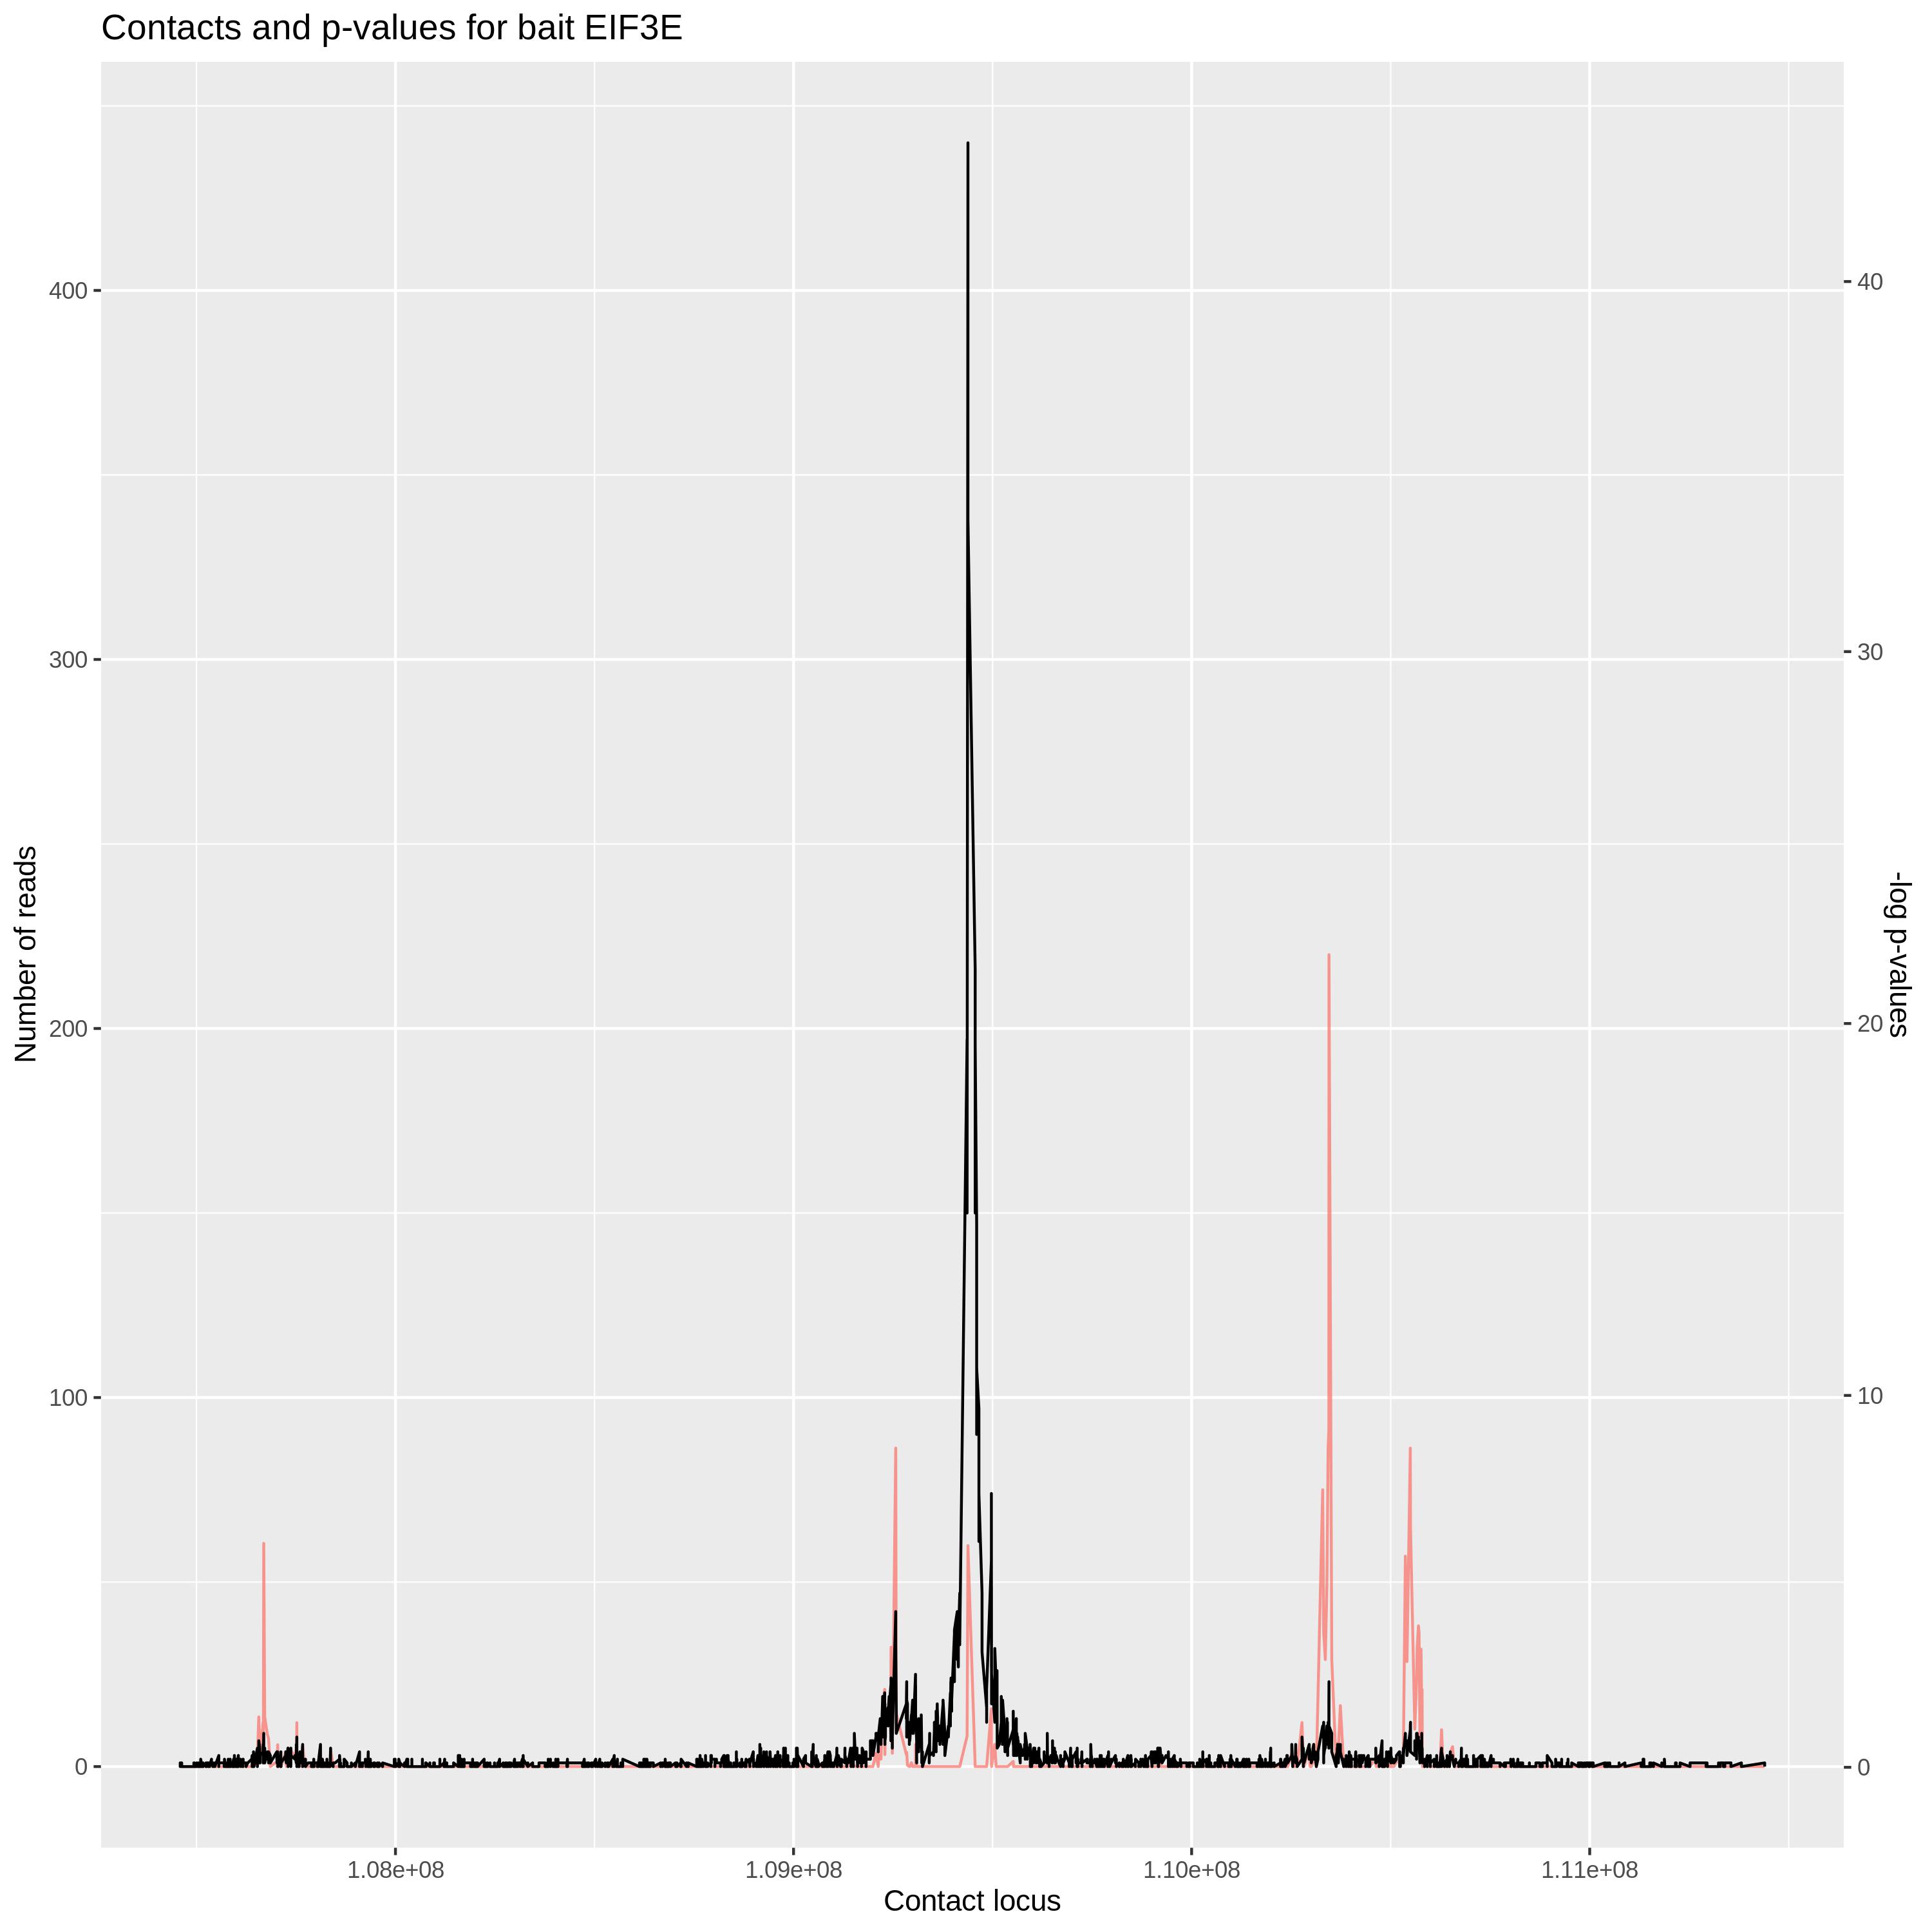 Contacts and p-values for bait EIF3E
Number of reads
400
300
200
100
0
40
30
20
10
0
-log p-values
1.08e+08
1.09e+08
1.10e+08
1.11e+08
Contact locus